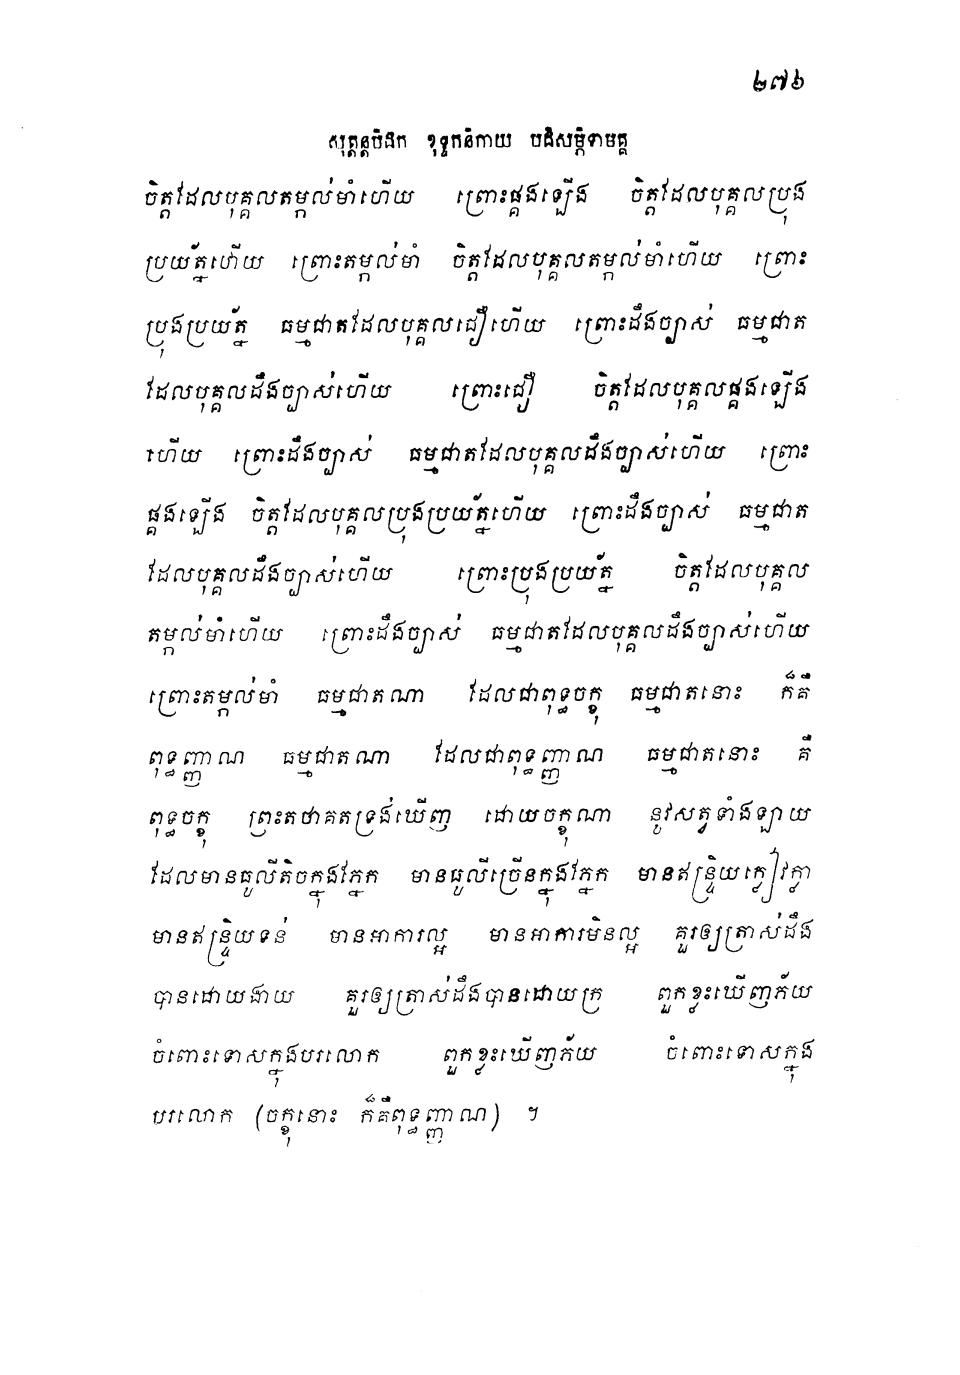 ២៧៦
សុត្តន្តបិដក ខុទ្ទកនិកាយ បដិសម្ភិទាមគ្គ
ចិត្តដែលបុគ្គលតម្កល់មាំហើយ ព្រោះផ្គងឡើង ចិត្តដែលបុគ្គលប្រុង
ប្រយ័ត្នហើយ ព្រោះតម្កល់មាំ ចិត្តដែលបុគ្គលតម្កល់មាំហើយ ព្រោះ
ប្រុងប្រយ័ត្ន ធម្មជាតដែលបុគ្គលជឿហើយ ព្រោះដឹងច្បាស់ ធម្មជាត
ដែលបុគ្គលដឹងច្បាស់ហើយ ព្រោះជឿ ចិត្តដែលបុគ្គលផ្គងឡើង
ហើយ ព្រោះដឹងច្បាស់ ធម្មជាតដែលបុគ្គលដឹងច្បាស់ហើយ ព្រោះ
ផ្គងឡើង ចិត្តដែលបុគ្គលប្រុងប្រយ័ត្នហើយ ព្រោះដឹងច្បាស់ ធម្មជាត
ដែលបុគ្គលដឹងច្បាស់ហើយ ព្រោះប្រុងប្រយ័ត្ន ចិត្តដែលបុគ្គល
តម្កល់មាំហើយ ព្រោះដឹងច្បាស់ ធម្មជាតដែលបុគ្គលដឹងច្បាស់ហើយ
ព្រោះតម្កល់មាំ ធម្មជាតណា ដែលជាពុទ្ធចក្ខុ ធម្មជាតនោះ ក៏គឺ
ពុទ្ធញ្ញាណ ធម្មជាតណា ដែលជាពុទ្ធញ្ញាណ ធម្មជាតនោះ គឺ
ពុទ្ធចក្ខុ ព្រះតថាគតទ្រង់ឃើញ ដោយចក្ខុណា នូវសត្វទាំងឡាយ
ដែលមានធូលីតិចក្នុងភ្នែក មានធូលីច្រើនក្នុងភ្នែក មានឥន្ទ្រិយក្លៀវក្លា
មានឥន្ទ្រិយទន់ មានអាការល្អ មានអាការមិនល្អ គួរឲ្យត្រាស់ដឹង
បានដោយងាយ គួរឲ្យត្រាស់ដឹងបានដោយក្រ ពួកខ្លះឃើញភ័យ
ចំពោះទោសក្នុងបរលោក ពួកខ្លះឃើញភ័យ ចំពោះទោសក្នុង
បរលោក (ចក្ខុនោះ ក៏គឺពុទ្ធញ្ញាណ) ។